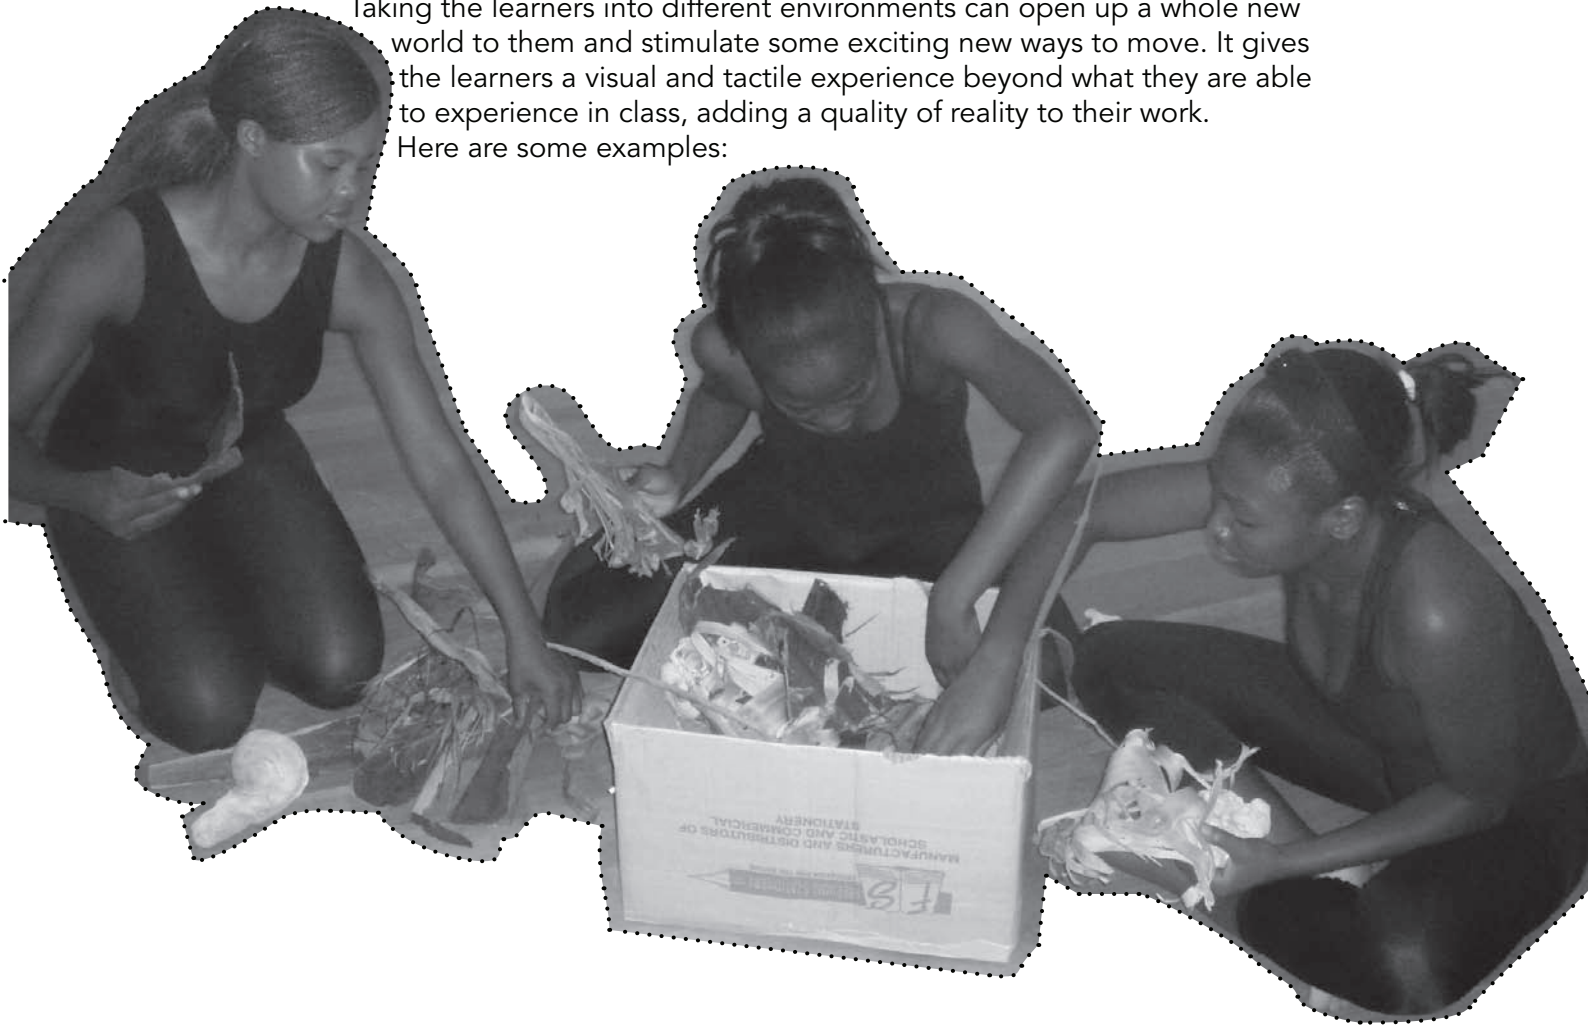 Taking the learners into different environments can open up a whole new
world to them and stimulate some exciting new ways to move. It gives
the learners a visual and tactile experience beyond what they are able
to experience in class, adding a quality of reality to their work.
Here are some examples:
MANUFACTURERS AND DISTRIBUTORS OF
SCHOLASTIC AND COMMERCIAL
STATIONERY